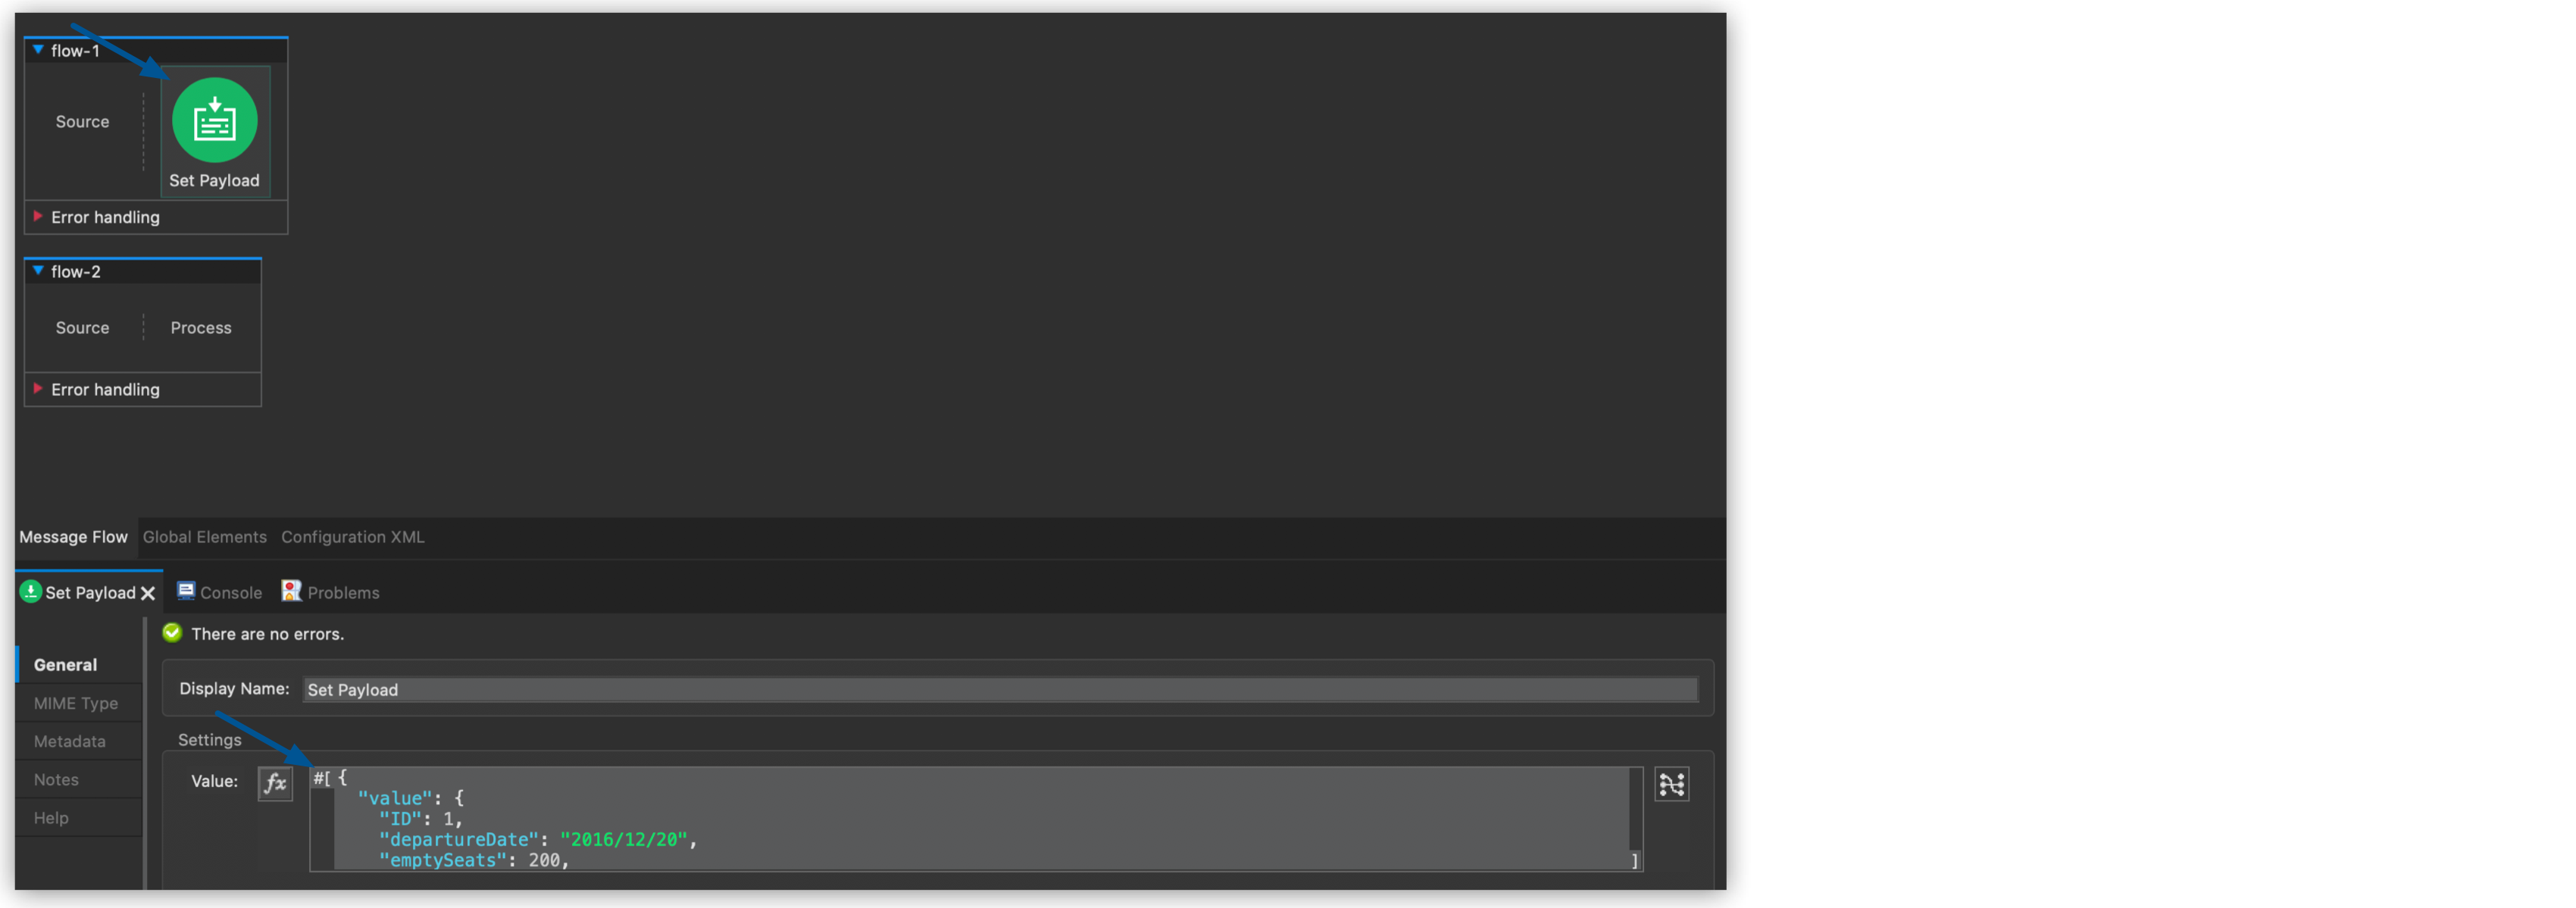 flow-1
Source
Set Payload
Error handling
flow-2
Source Process
Error handling
Message Flow Global Elements Configuration XML
Set Payload Console Problems
There are no errors.
General
MIME Type
Metadata
Notes
Help
Display Name: Set Payload
Settings
Value: fx #[ {
"value": {
"ID": 1,
"departureDate": "2016/12/20",
"emptySeats": 200,
]